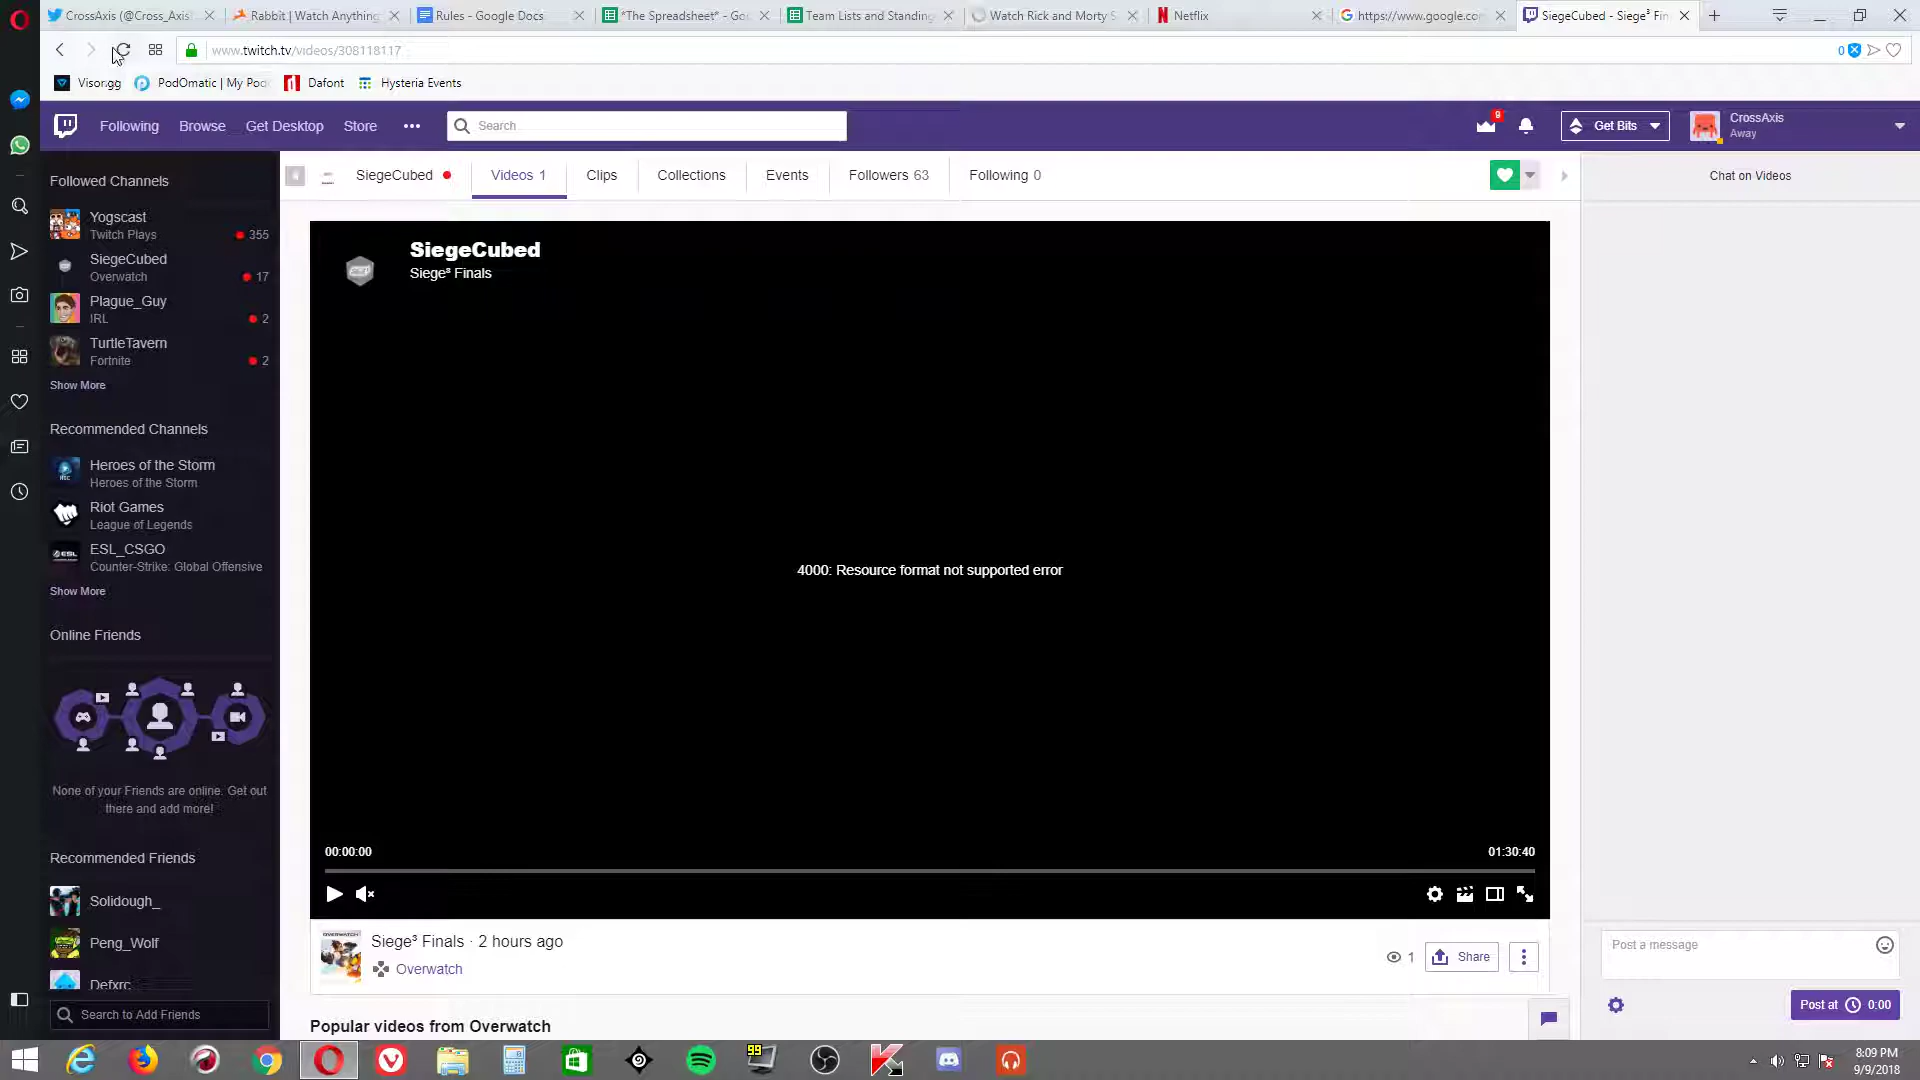 CrossAxis (@Cross_Axis
Rabbit | Watch Anything
Rules - Google Docs
*The Spreadsheet* - Go
Team Lists and Standing
Watch Rick and Morty S
Netflix
https://www.google.com
SiegeCubed - Siege³ Fin
www.twitch.tv/videos/308118117
0
Visor.gg
PodOmatic | My Pod
Dafont
Hysteria Events
Following
Browse
Get Desktop
Store
Search
9
Get Bits
CrossAxis
Away
Followed Channels
Yogscast
Twitch Plays
355
SiegeCubed
Overwatch
17
Plague_Guy
IRL
2
TurtleTavern
Fortnite
2
Show More
Recommended Channels
Heroes of the Storm
Heroes of the Storm
Riot Games
League of Legends
ESL_CSGO
Counter-Strike: Global Offensive
Show More
Online Friends
None of your Friends are online. Get out
there and add more!
Recommended Friends
Solidough_
Peng_Wolf
Defxrc
Search to Add Friends
SiegeCubed
Videos 1
Clips
Collections
Events
Followers 63
Following 0
SiegeCubed
Siege³ Finals
4000: Resource format not supported error
00:00:00
01:30:40
Siege³ Finals · 2 hours ago
Overwatch
1
Share
Popular videos from Overwatch
Chat on Videos
Post a message
Post at 0:00
99
8:09 PM
9/9/2018